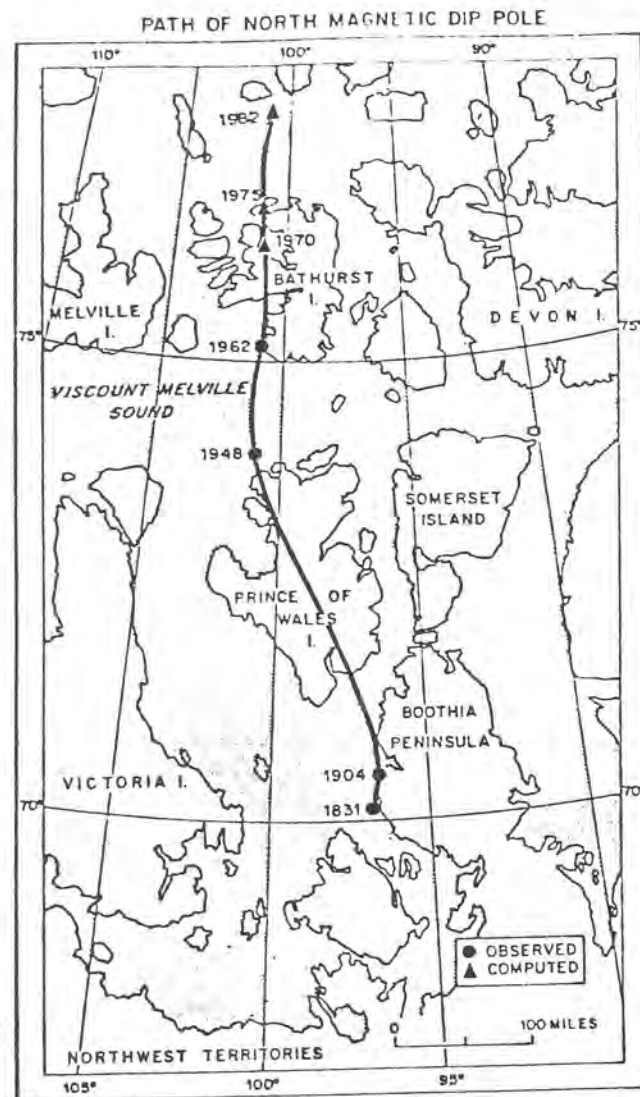 PATH OF NORTH MAGNETIC DIP POLE
110°
100°
90°
1982
1975
1970
BATHURST
I.
MELVILLE
I.
DEVON I.
75°
75°
1962
VISCOUNT MELVILLE
SOUND
1948
SOMERSET
ISLAND
PRINCE OF
WALES
I.
BOOTHIA
PENINSULA
1904
VICTORIA I.
70°
70°
1831
OBSERVED
COMPUTED
0
100 MILES
NORTHWEST TERRITORIES
105°
100°
95°